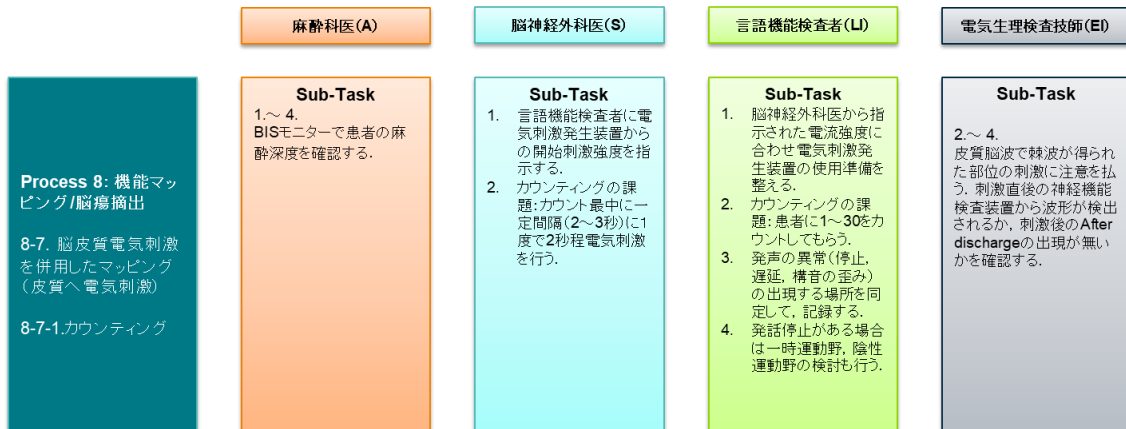 麻酔科医(A)
脳神経外科医(S)
言語機能検査者(LI)
電気生理検査技師(EI)
Process 8: 機能マッ
ピング/脳瘍摘出
8-7. 脳皮質電気刺激
を併用したマッピング
(皮質へ電気刺激)
8-7-1.カウンティング
Sub-Task
1.~ 4.
BISモニターで患者の麻
酔深度を確認する.
Sub-Task
1. 言語機能検査者に電
気刺激発生装置から
の開始刺激強度を指
示する.
2. カウンティングの課
題:カウント最中に一
定間隔(2~3秒)に1
度で2秒程電気刺激
を行う.
Sub-Task
1. 脳神経外科医から指
示された電流強度に
合わせ電気刺激発
生装置の使用準備を
整える.
2. カウンティングの課
題:患者に1~30をカ
ウントしてもらう.
3. 発声の異常(停止,
遅延, 構音の歪み)
の出現する場所を同
定して, 記録する.
4. 発話停止がある場合
は一時運動野, 陰性
運動野の検討も行う.
Sub-Task
2.~ 4.
皮質脳波で棘波が得られ
た部位の刺激に注意を払
う. 刺激直後の神経機能
検査装置から波形が検出
されるか, 刺激後のAfter
dischargeの出現が無い
かを確認する.